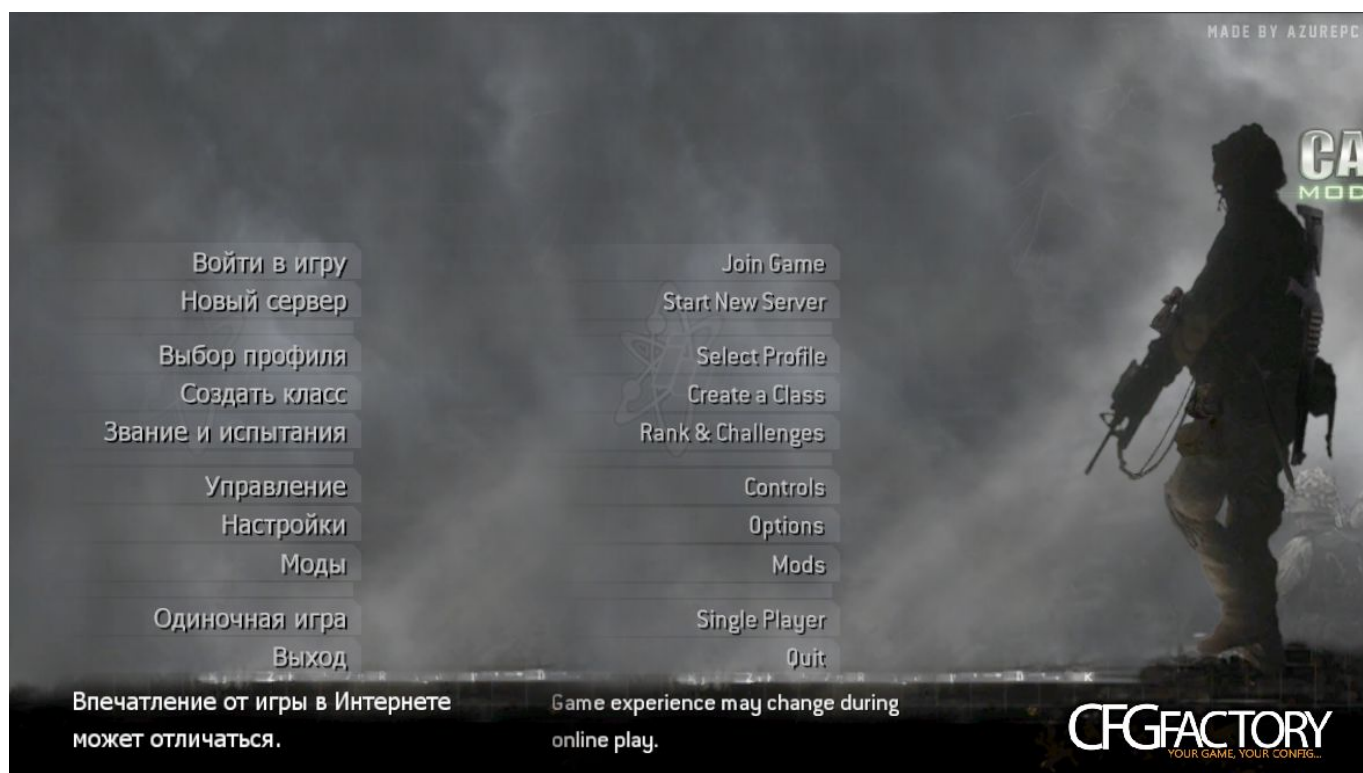 MADE BY AZUREPC
CA
MOD
Войти в игру
Новый сервер
Выбор профиля
Создать класс
Звание и испытания
Управление
Настройки
Моды
Одиночная игра
Выход
Впечатление от игры в Интернете
может отличаться.
Join Game
Start New Server
Select Profile
Create a Class
Rank & Challenges
Controls
Options
Mods
Single Player
Quit
Game experience may change during
online play.
CFGFACTORY
YOUR GAME, YOUR CONFIG...